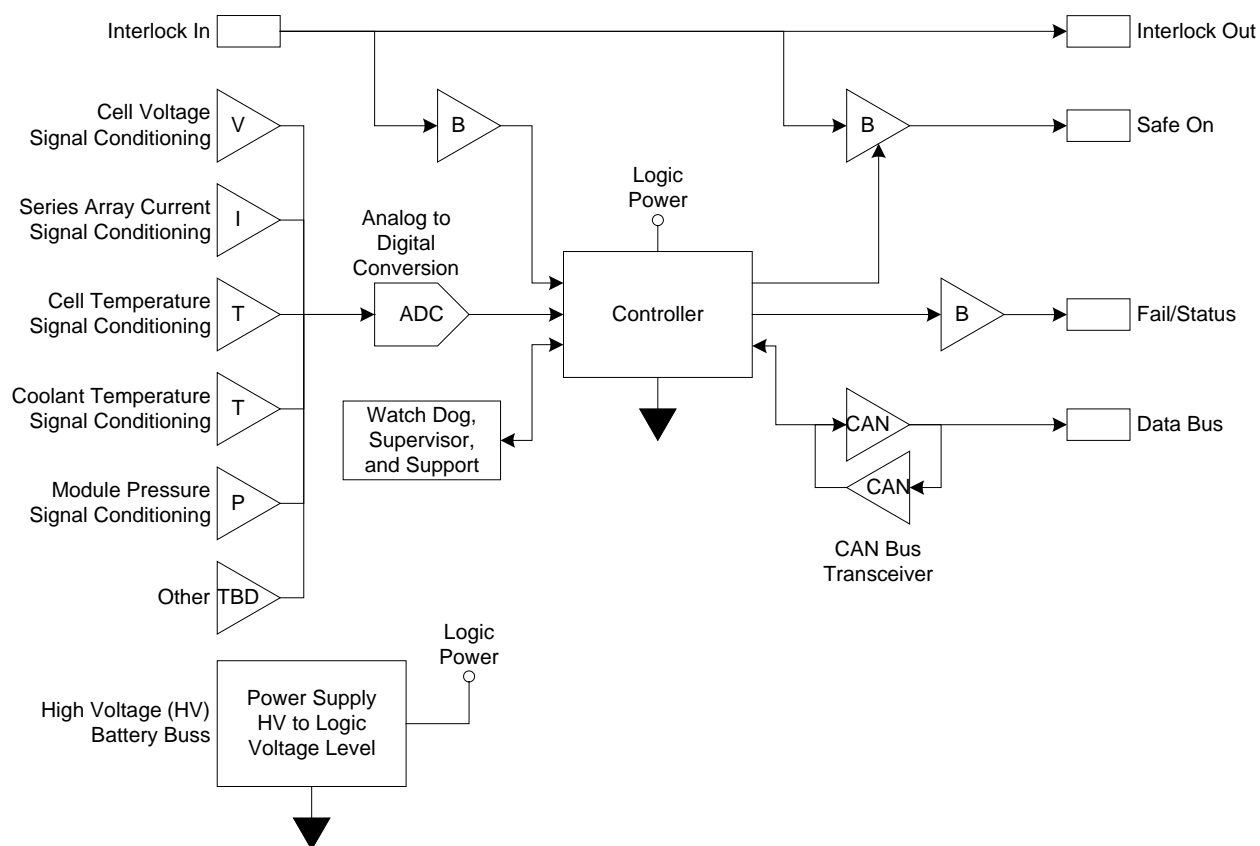 Interlock In
Interlock Out
Cell Voltage
Signal Conditioning
V
B
B
Safe On
Series Array Current
Signal Conditioning
I
Logic
Power
Analog to
Digital
Conversion
Cell Temperature
Signal Conditioning
T
ADC
Controller
B
Fail/Status
Coolant Temperature
Signal Conditioning
T
Watch Dog,
Supervisor,
and Support
CAN
Data Bus
Module Pressure
Signal Conditioning
P
CAN
CAN Bus
Transceiver
Other
TBD
Logic
Power
High Voltage (HV)
Battery Buss
Power Supply
HV to Logic
Voltage Level